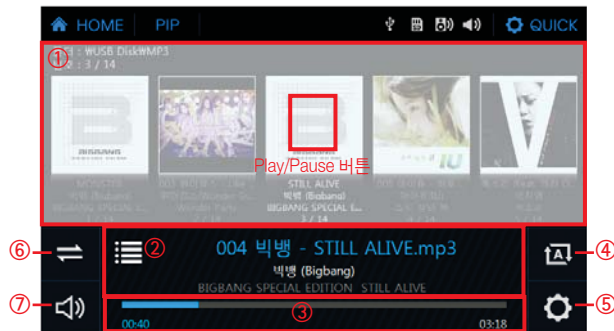 HOME PIP QUICK
① : ₩USB Disk₩MP3
: 3 / 14
BIGBANG
Play/Pause 버튼
STILL ALIVE
빅뱅 (Bigbang)
BIGBANG SPECIAL E...
3 / 14
⑥ ② 004 빅뱅 - STILL ALIVE.mp3 A ④
빅뱅 (Bigbang)
BIGBANG SPECIAL EDITION STILL ALIVE
⑦ ③ ⑤
00:40 03:18